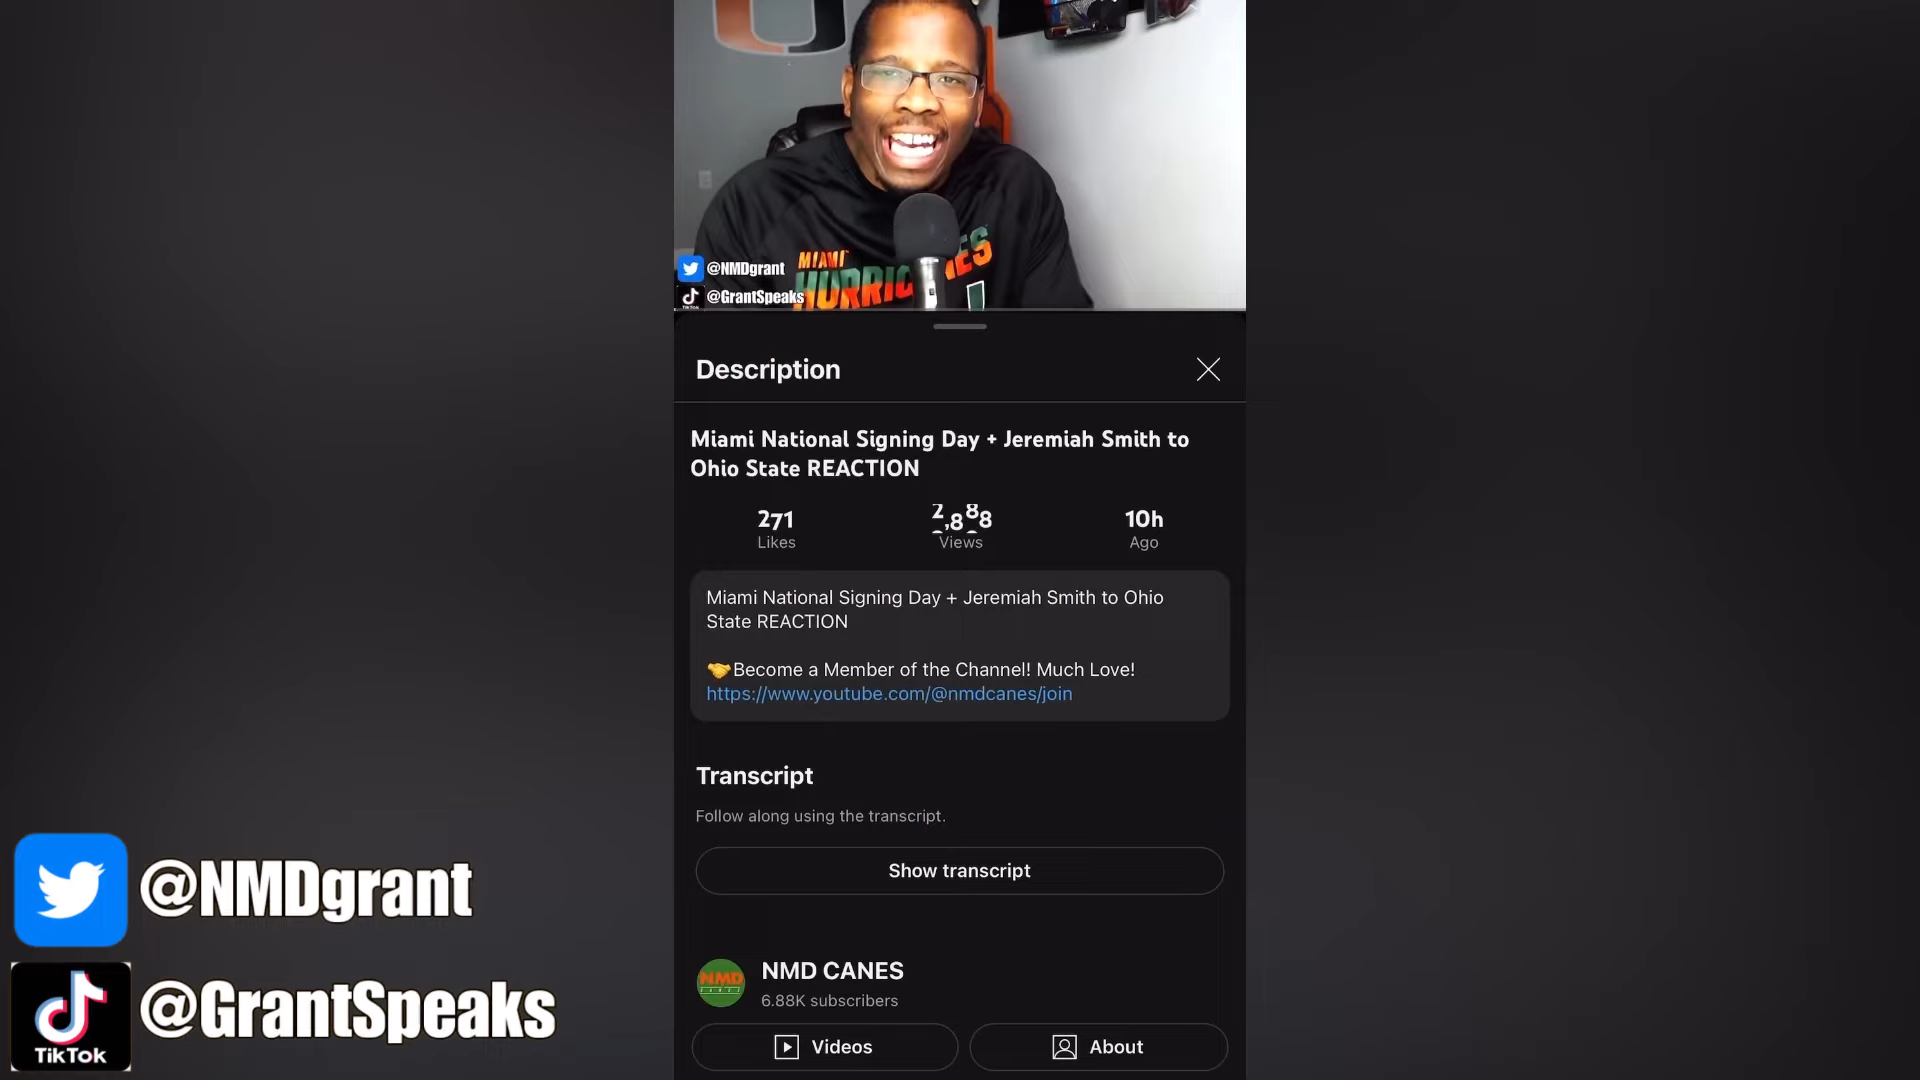 MIAMI
HURRIC ES
@NMDgrant
@GrantSpeaks
Description
Miami National Signing Day + Jeremiah Smith to
Ohio State REACTION
271
Likes
Views
10h
Ago
Miami National Signing Day + Jeremiah Smith to Ohio
State REACTION
🤝Become a Member of the Channel! Much Love!
https://www.youtube.com/@nmdcanes/join
Transcript
Follow along using the transcript.
Show transcript
NMD
NMD CANES
6.88K subscribers
Videos
About
@NMDgrant
@GrantSpeaks
TikTok